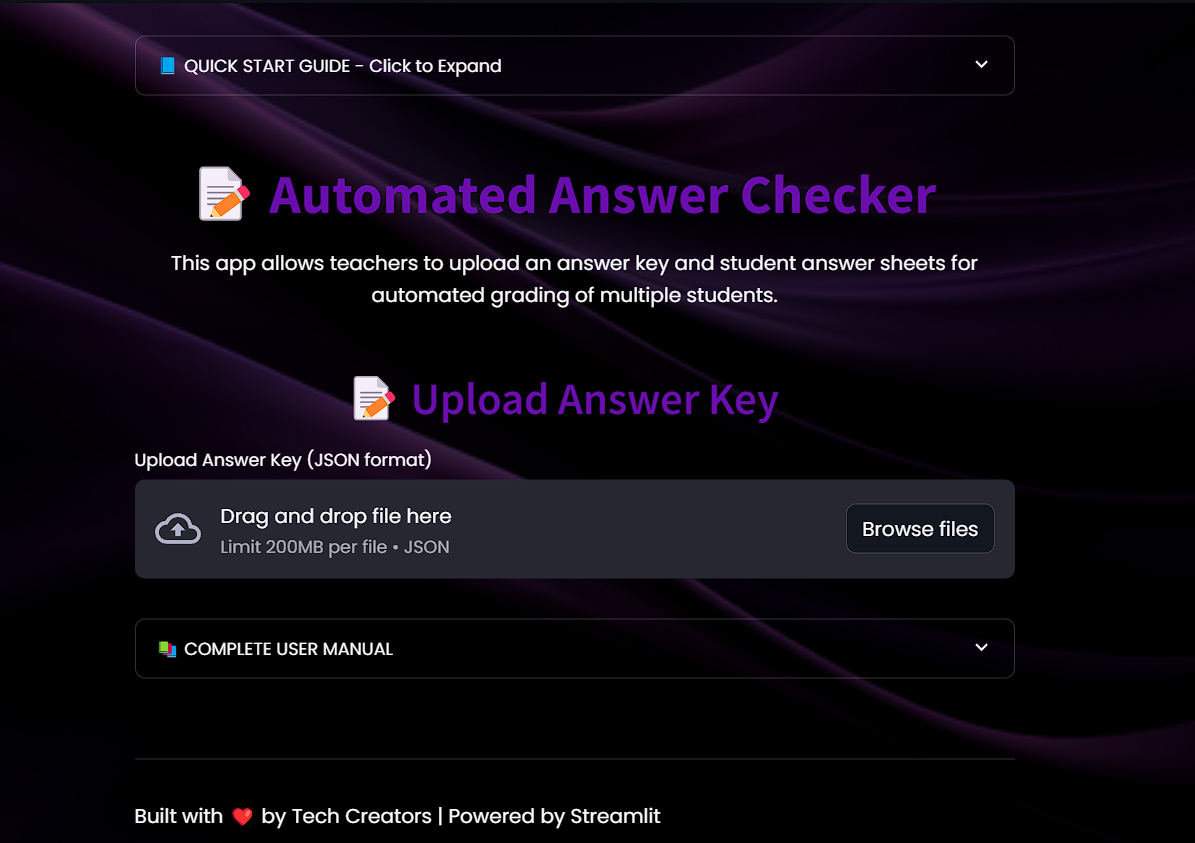 📘 QUICK START GUIDE - Click to Expand
📝 Automated Answer Checker
This app allows teachers to upload an answer key and student answer sheets for
automated grading of multiple students.
📝 Upload Answer Key
Upload Answer Key (JSON format)
Drag and drop file here
Limit 200MB per file • JSON
Browse files
📚 COMPLETE USER MANUAL
Built with ❤️ by Tech Creators | Powered by Streamlit